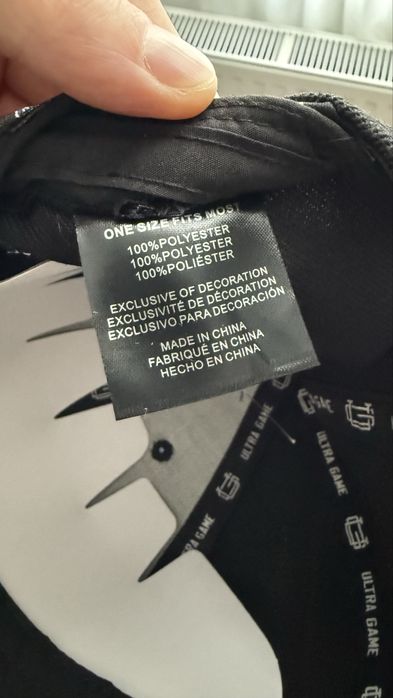 ONE SIZE FITS MOST
100%POLYESTER
100%POLYESTER
100%POLIÉSTER
EXCLUSIVE OF DECORATION
EXCLUSIVITÉ DE DÉCORATION
EXCLUSIVO PARA DECORACIÓN
MADE IN CHINA
FABRIQUÉ EN CHINA
HECHO EN CHINA
ULTRA GAME
ULTRA GAME
ULTRA GAME
GAME